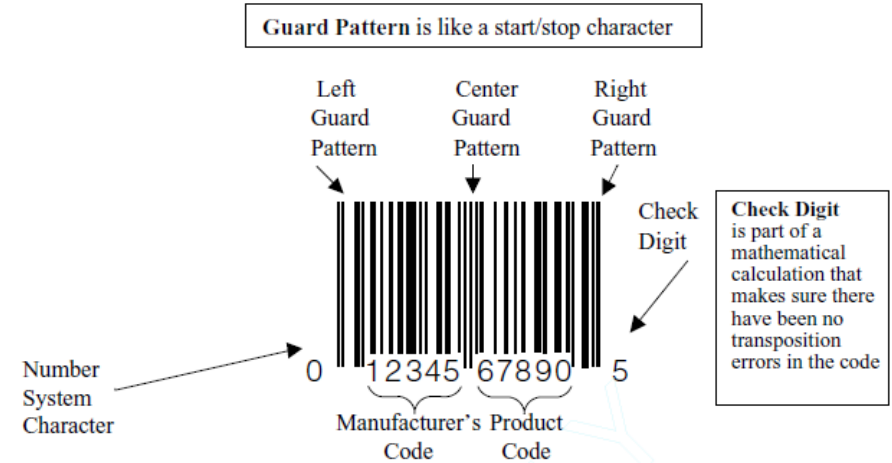 Guard Pattern is like a start/stop character
Left
Guard
Pattern
Center
Guard
Pattern
Right
Guard
Pattern
Check
Digit
Check Digit
is part of a
mathematical
calculation that
makes sure there
have been no
transposition
errors in the code
Number
System
Character
0 12345 67890 5
Manufacturer's
Code
Product
Code